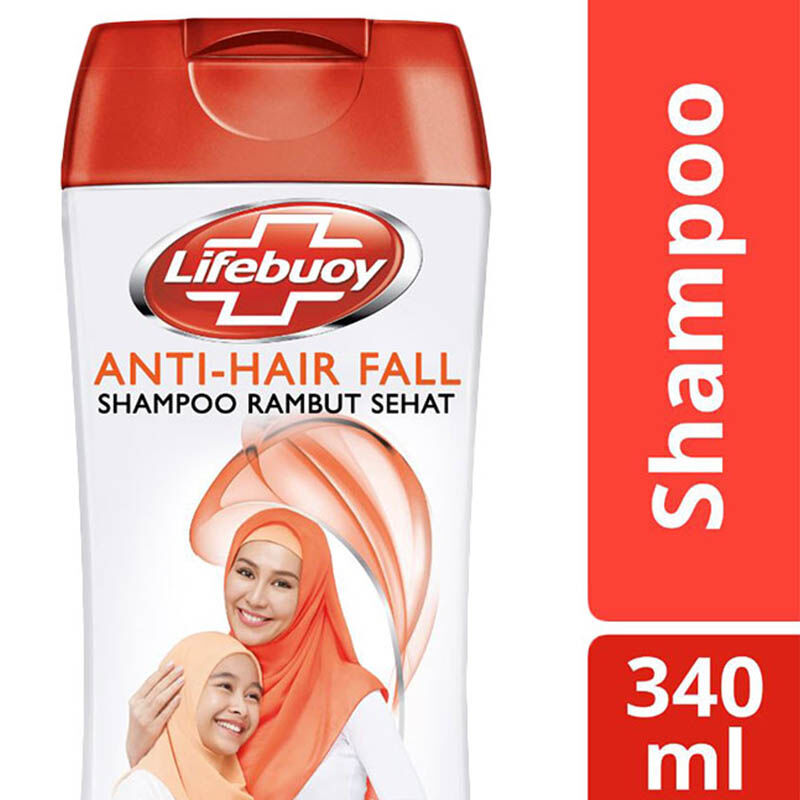 Lifebuoy
ANTI-HAIR FALL
SHAMPOO RAMBUT SEHAT
Shampoo
340
ml